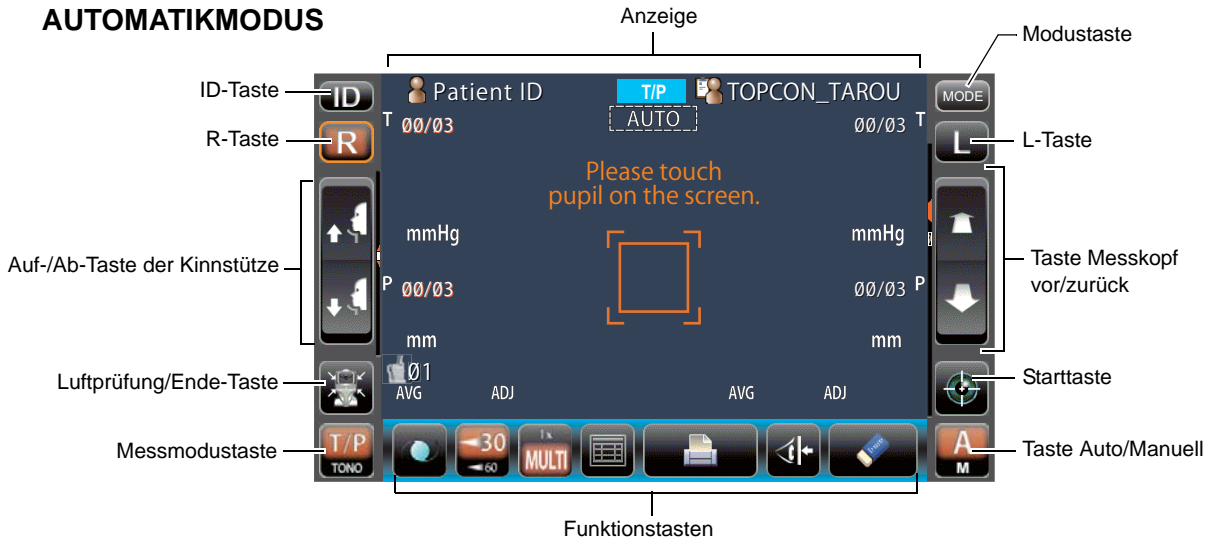 AUTOMATIKMODUS
Anzeige
Modustaste
ID-Taste
ID
Patient ID
T/P
TOPCON_TAROU
MODE
R-Taste
R
T
00/03
AUTO
00/03
T
L
L-Taste
Please touch
pupil on the screen.
Auf-/Ab-Taste der Kinnstütze
mmHg
mmHg
Taste Messkopf
vor/zurück
P
00/03
00/03
P
mm
mm
01
Luftprüfung/Ende-Taste
AVG
ADJ
AVG
ADJ
Starttaste
Messmodustaste
T/P
TONO
30
60
1x
MULTI
A
M
Taste Auto/Manuell
Funktionstasten